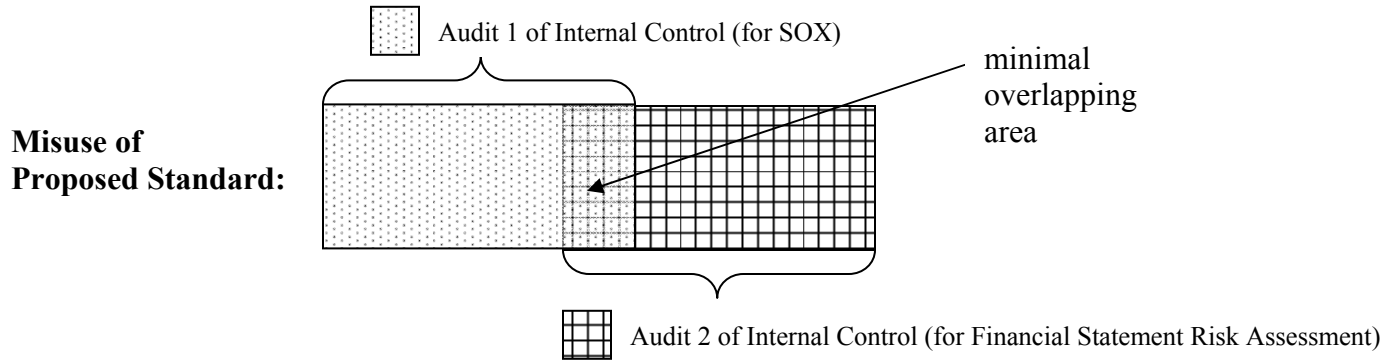 Audit 1 of Internal Control (for SOX)
minimal
overlapping
area
Misuse of
Proposed Standard:
Audit 2 of Internal Control (for Financial Statement Risk Assessment)